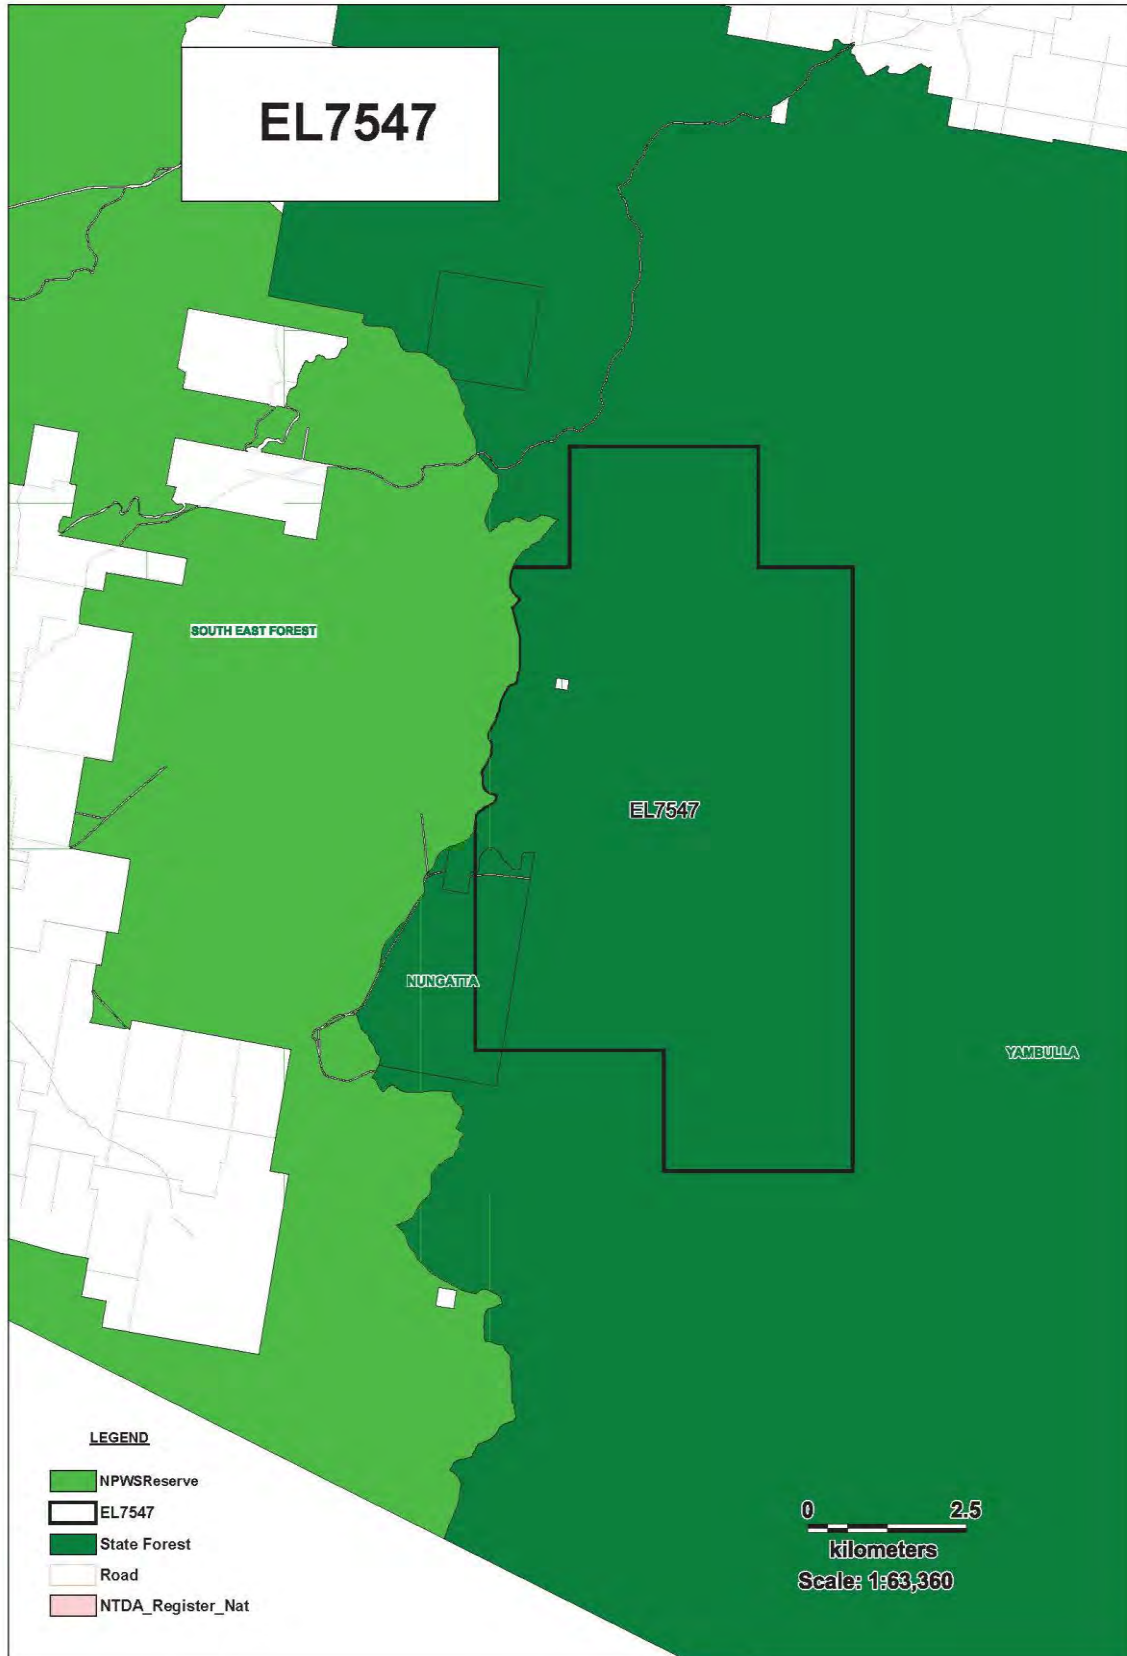 EL7547
SOUTH EAST FOREST
EL7547
NUNGATTA
YAMBULLA
LEGEND
NPWSReserve
EL7547
State Forest
Road
NTDA_Register_Nat
0 2.5
kilometers
Scale: 1:63,360